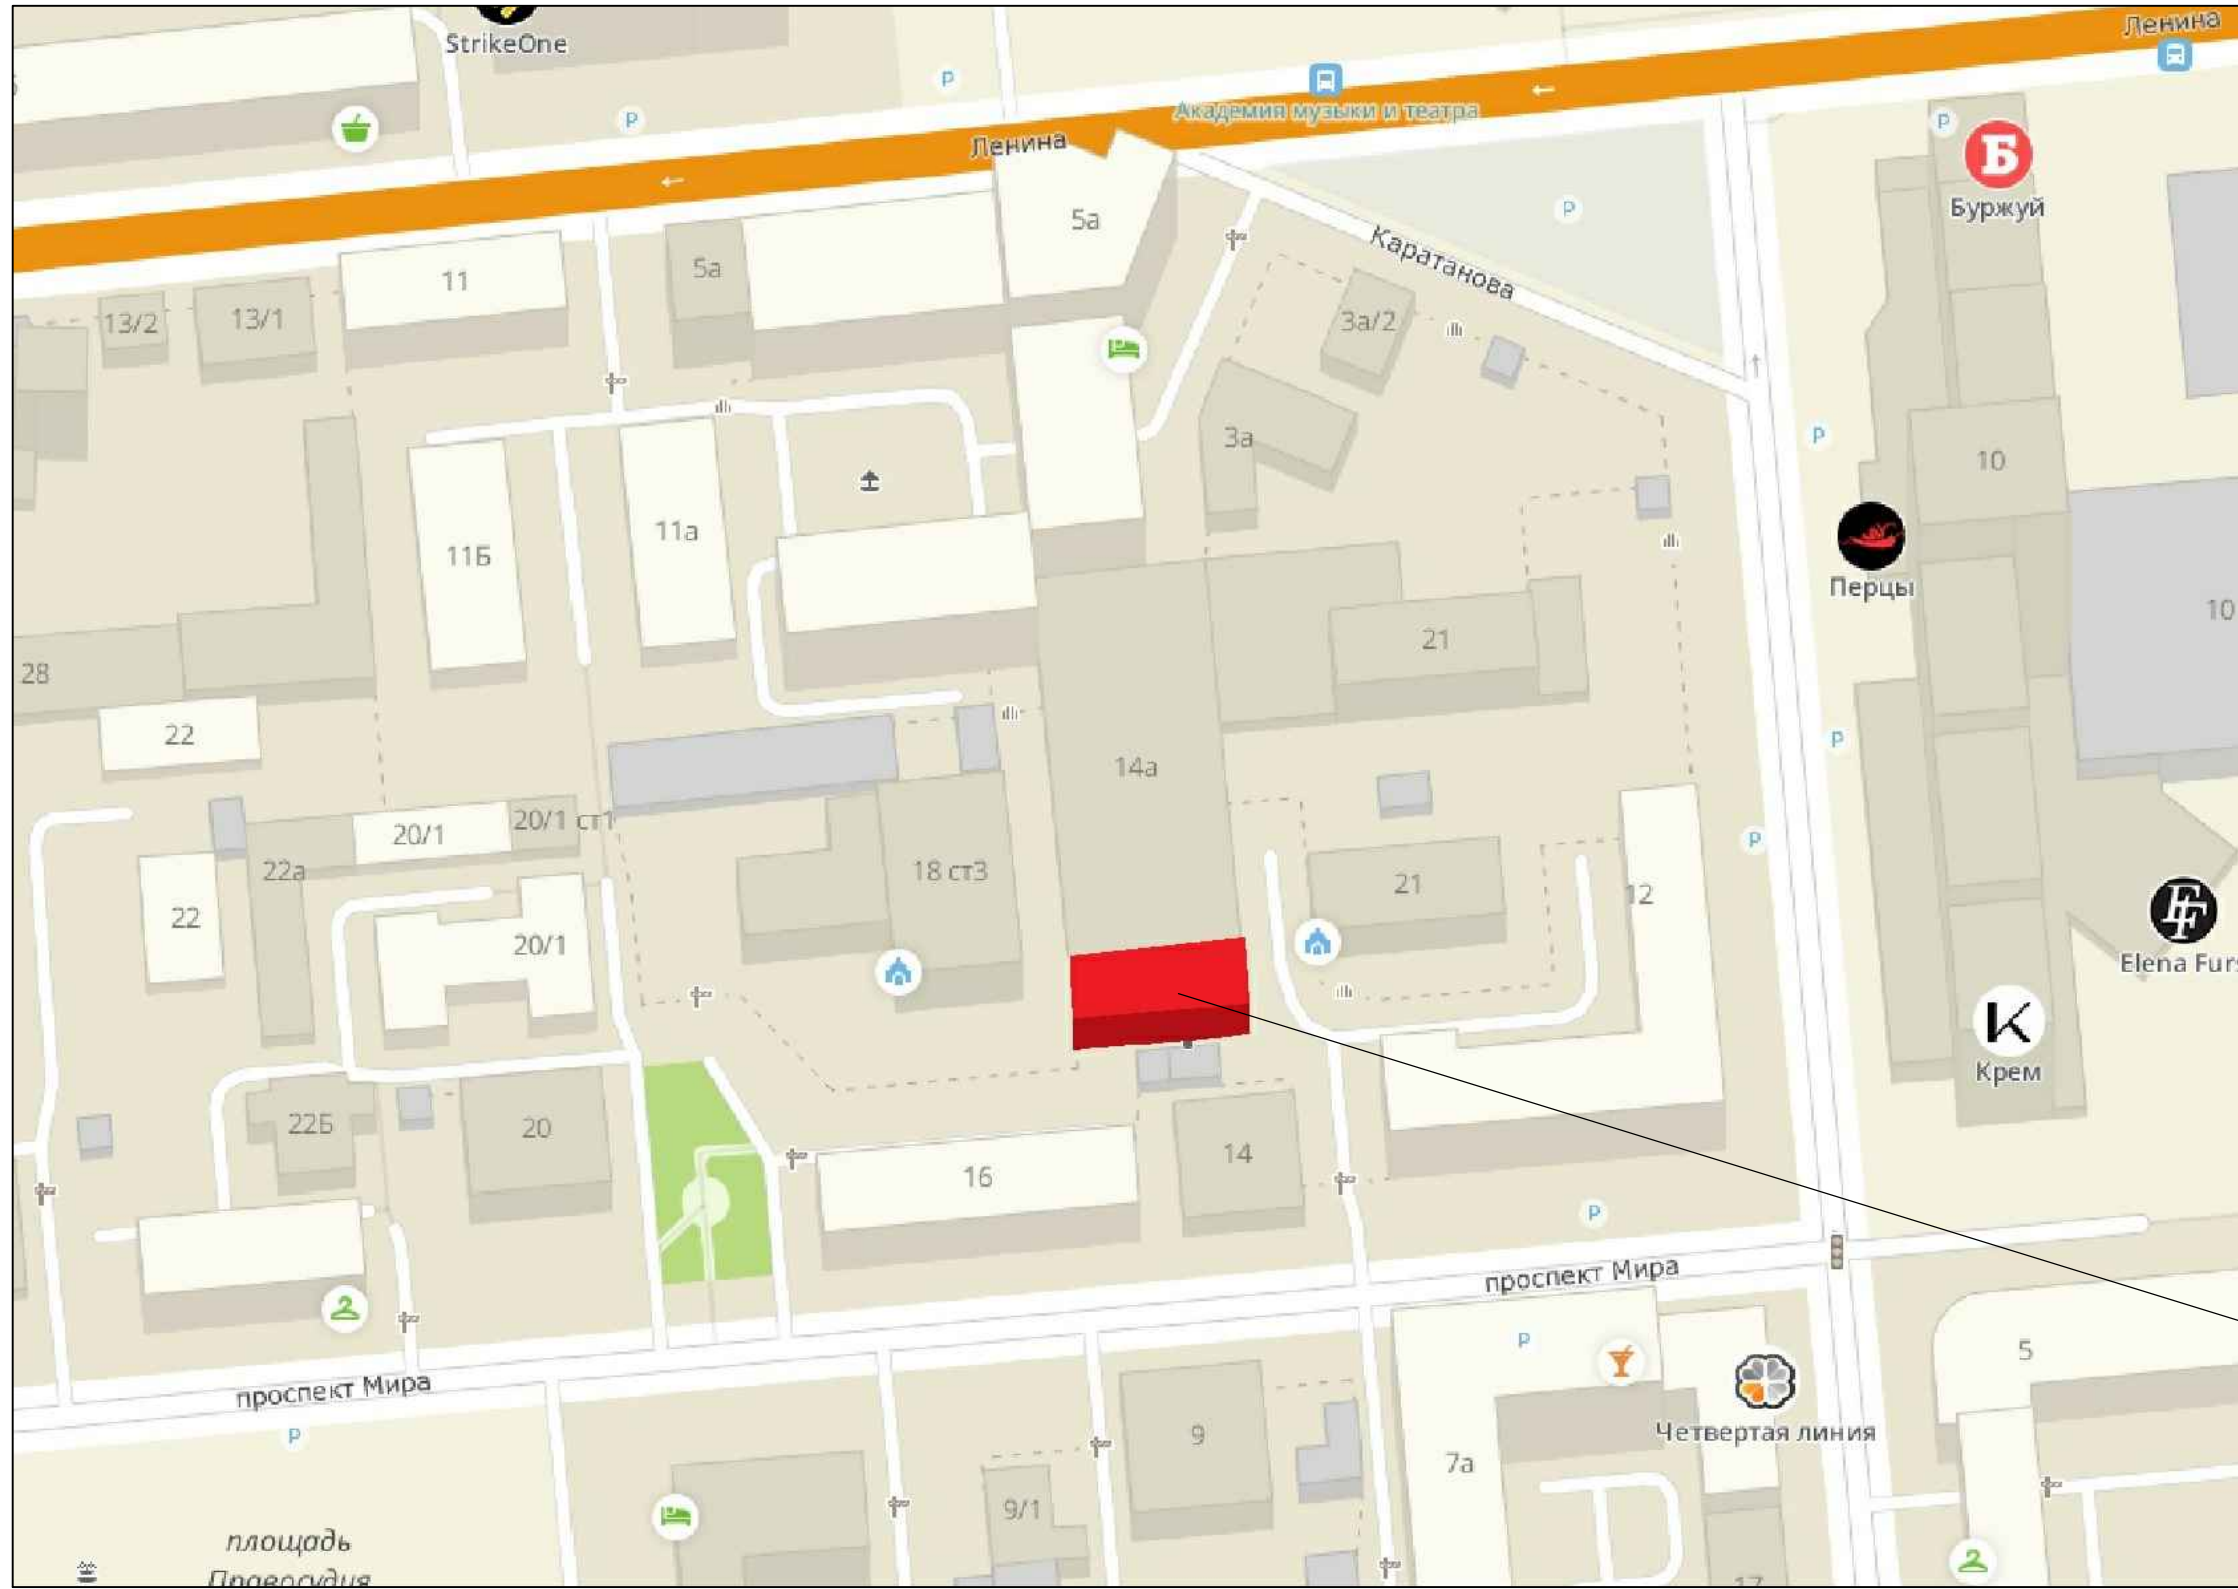 StrikeOne
Ленина
P
P
Академия музыки и театра
Ленина
P
Б
Буржуй
5а
P
Каратанова
11
5а
13/2
13/1
3а/2
3а
P
10
11Б
11а
Перцы
10
21
28
22
14а
P
20/1
20/1 ст1
22а
18 ст3
21
12
P
22
20/1
FF
Elena Furs
K
Крем
22Б
20
16
14
P
проспект Мира
P
5
проспект Мира
P
9
Четвертая линия
7а
9/1
площадь
Правосудия
17